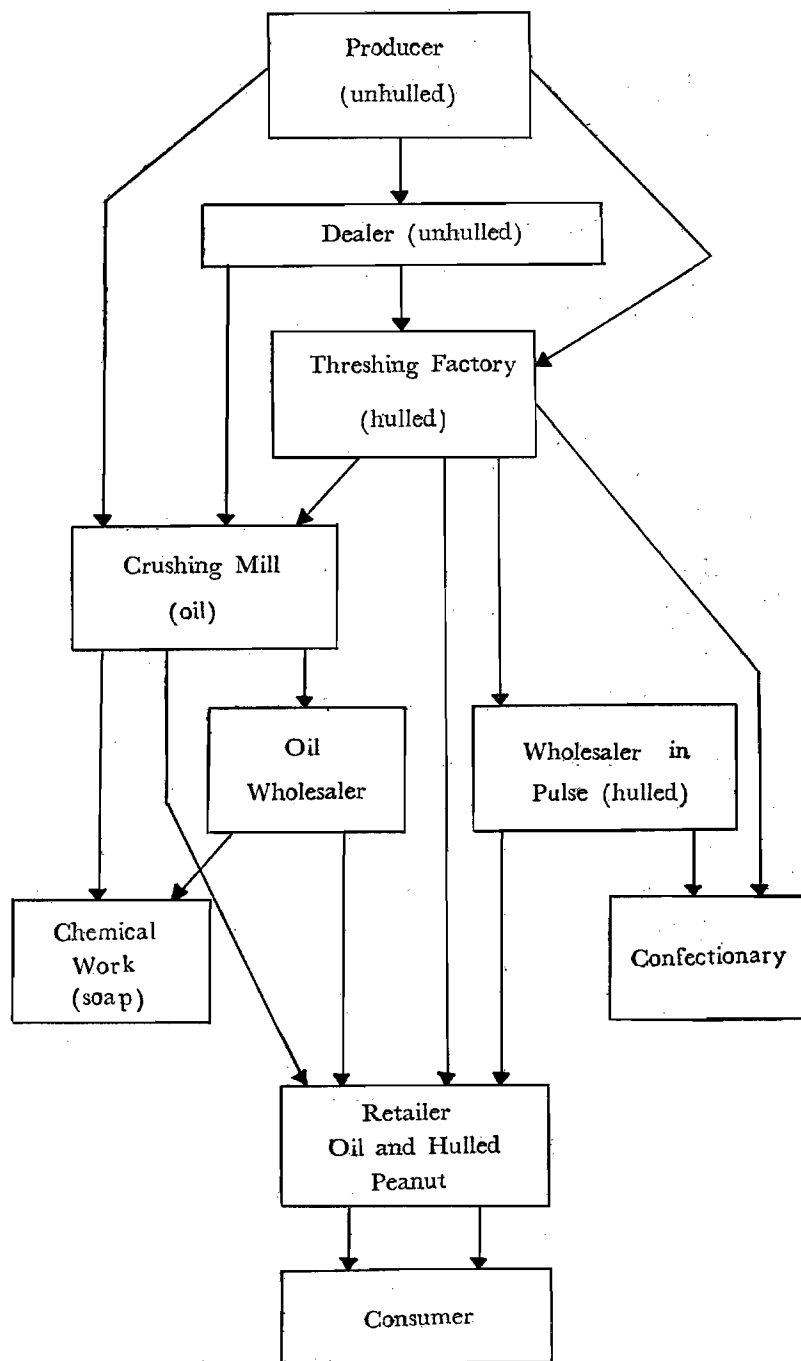 Producer
(unhulled)
Dealer (unhulled)
Threshing Factory
(hulled)
Crushing Mill
(oil)
Oil
Wholesaler
Wholesaler in
Pulse (hulled)
Chemical
Work
(soap)
Confectionary
Retailer
Oil and Hulled
Peanut
Consumer